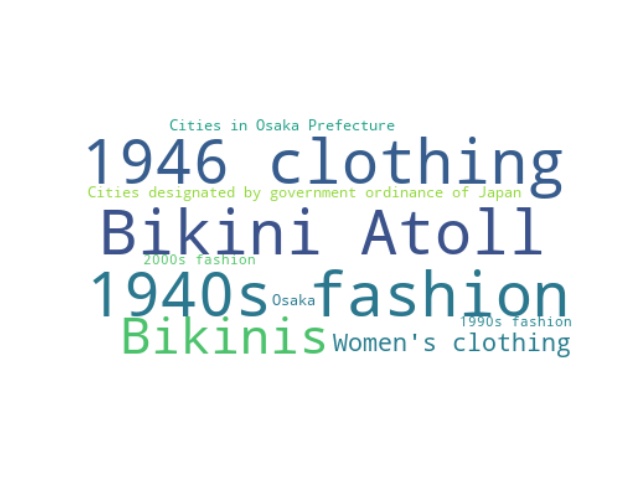 Cities in Osaka Prefecture
1946 clothing
Cities designated by government ordinance of Japan
Bikini Atoll
2000s fashion
1940s fashion
Osaka
1990s fashion
Bikinis
Women's clothing